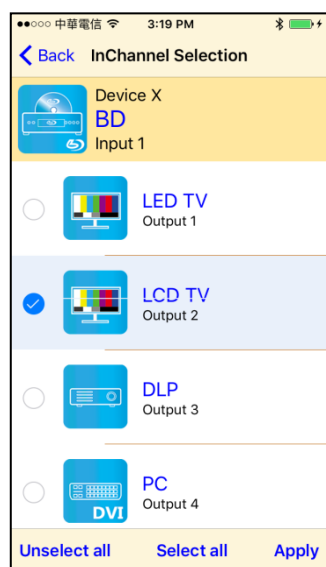 中華電信 3:19 PM
Back InChannel Selection
Device X
BD
Input 1
LED TV
Output 1
LCD TV
Output 2
DLP
Output 3
PC
Output 4
DVI
Unselect all Select all Apply